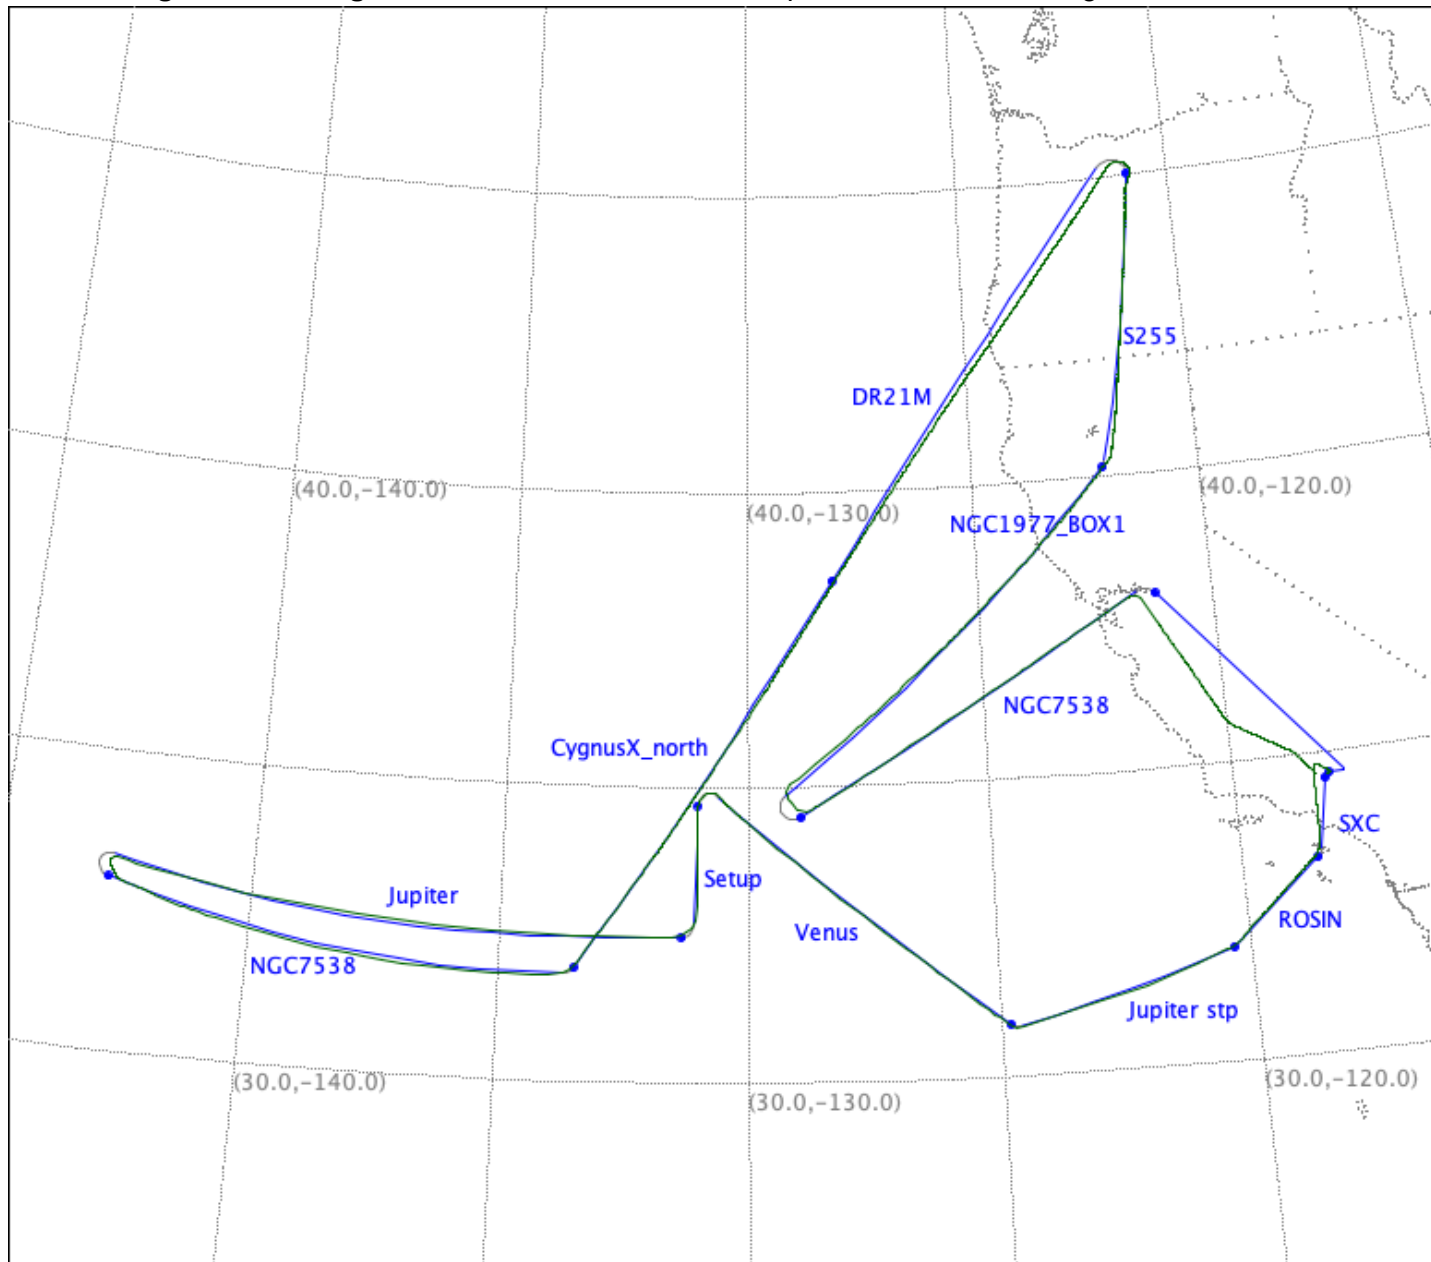 S255
DR21M
(40.0,-140.0)
(40.0,-120.0)
(40.0,-130.0)
NGC1977_BOX1
NGC7538
CygnusX_north
SXC
Setup
Jupiter
ROSIN
Venus
NGC7538
Jupiter stp
(30.0,-140.0)
(30.0,-120.0)
(30.0,-130.0)